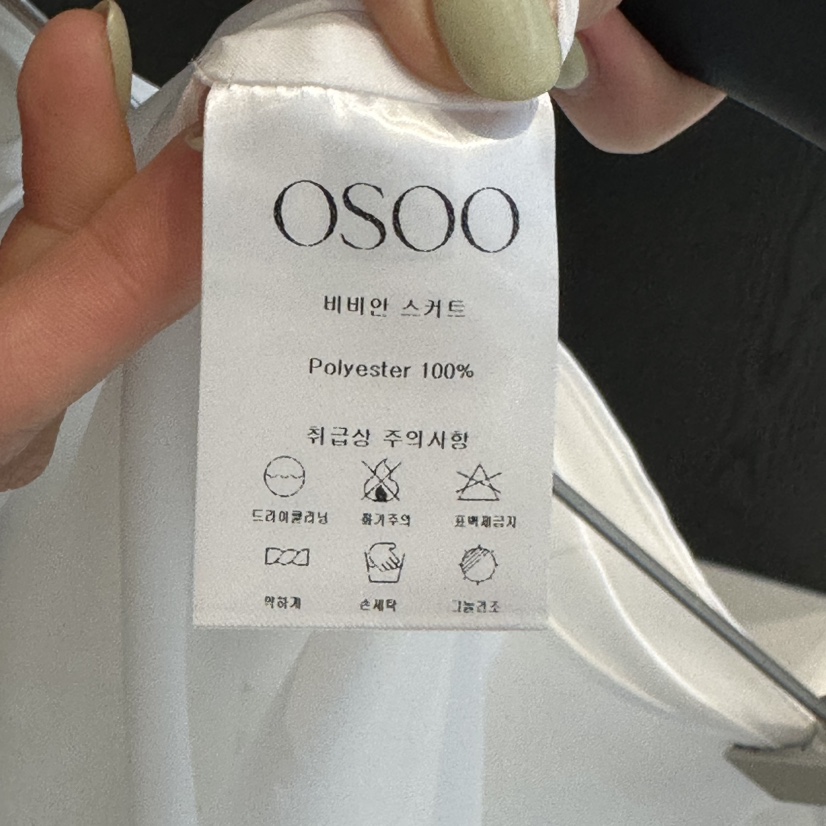 OSOO
비비안 스커트
Polyester 100%
취급상 주의사항
드라이클리닝 화기주의 표백제금지
약하게 손세탁 그늘건조